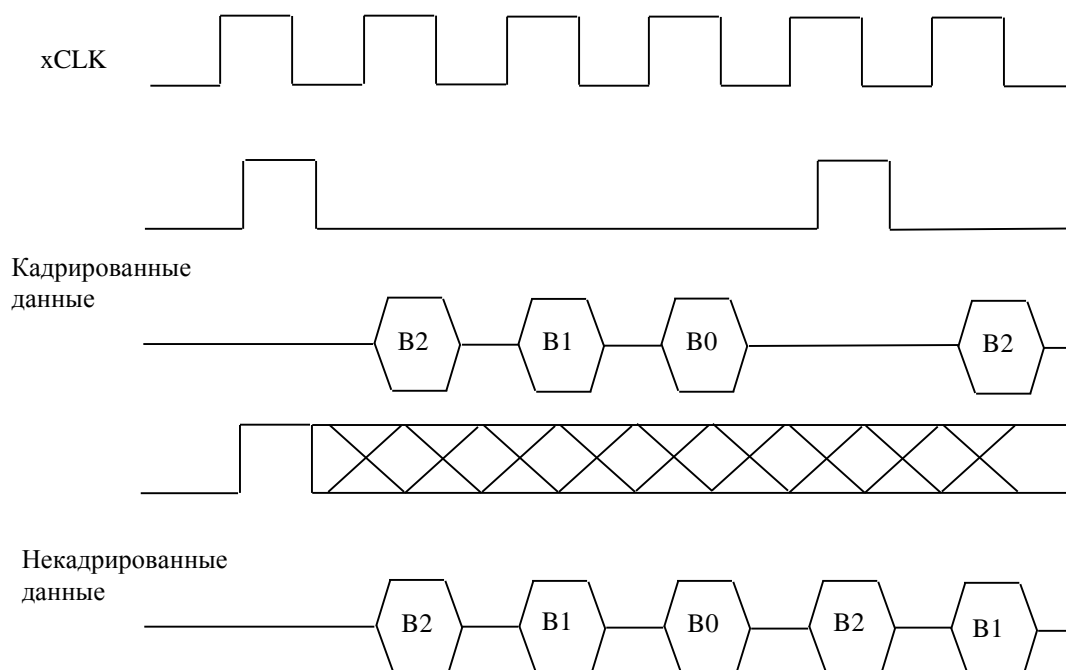 xCLK
Кадрированные
данные
B2 B1 B0 B2
Некадрированные
данные
B2 B1 B0 B2 B1